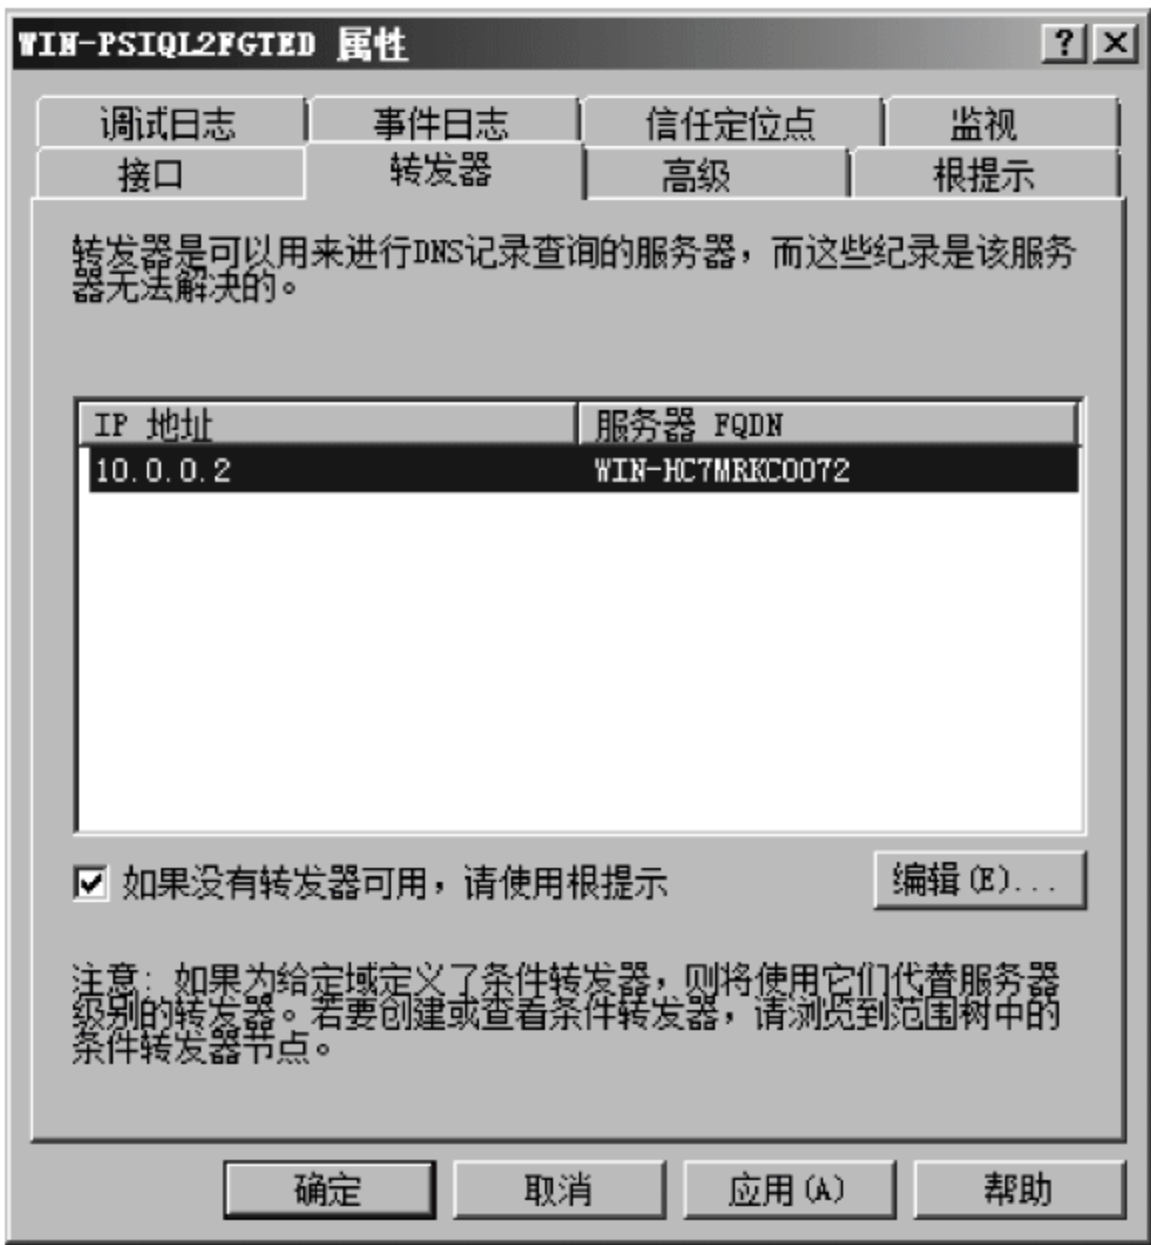 WIN-PSIQL2FGTED 属性
调试日志 事件日志 信任定位点 监视
接口 转发器 高级 根提示
转发器是可以用来进行DNS记录查询的服务器，而这些纪录是该服务
器无法解决的。
IP 地址 服务器 FQDN
10.0.0.2 WIN-HC7MRKC0072
如果没有转发器可用，请使用根提示
编辑(E)...
注意: 如果为给定域定义了条件转发器，则将使用它们代替服务器
级别的转发器。若要创建或查看条件转发器，请浏览到范围树中的
条件转发器节点。
确定 取消 应用(A) 帮助